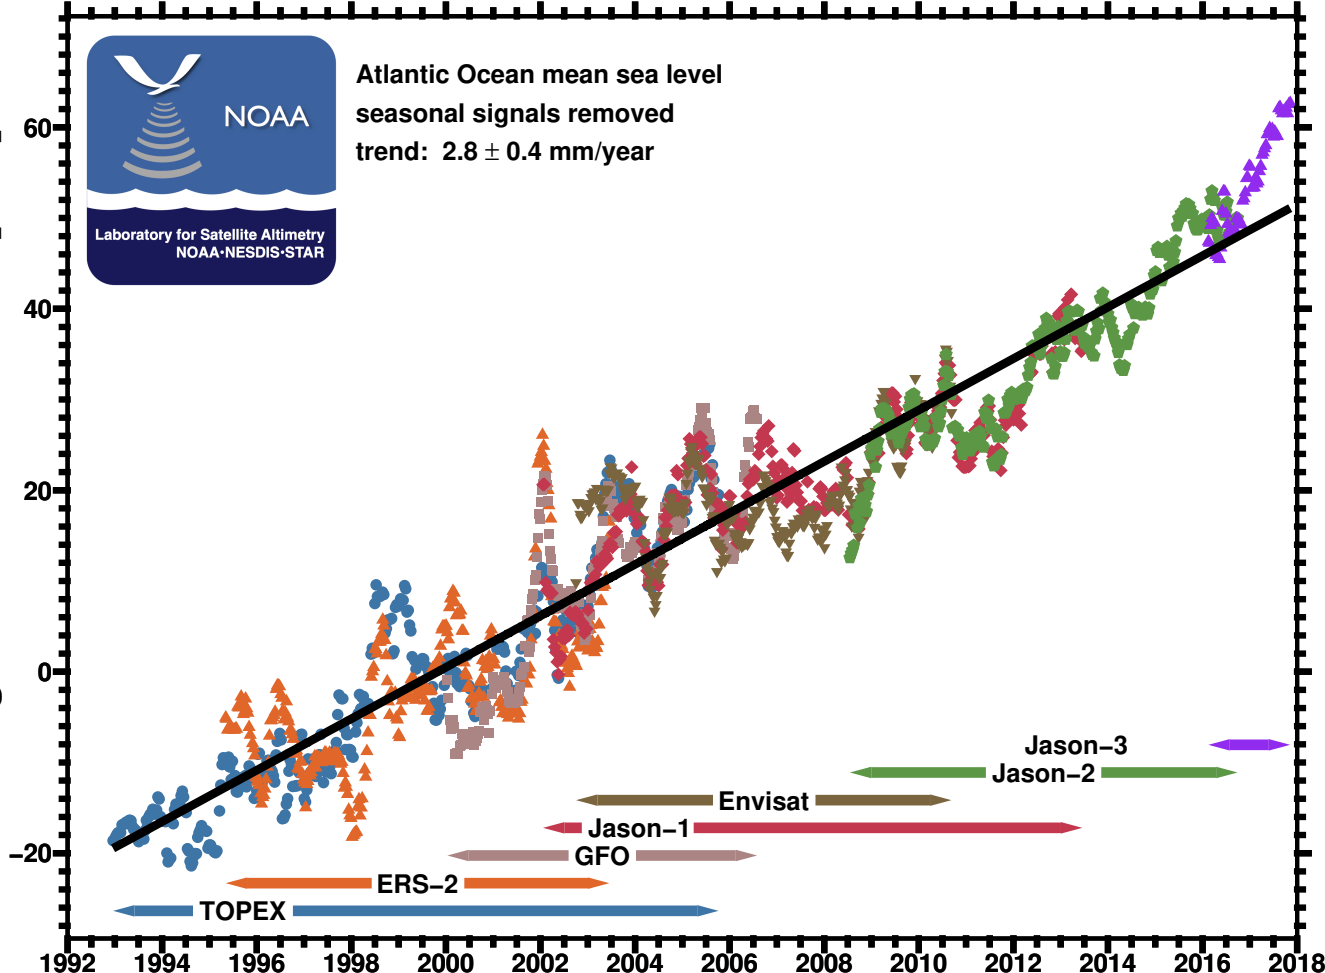 NOAA
Laboratory for Satellite Altimetry
NOAA•NESDIS•STAR
Atlantic Ocean mean sea level
seasonal signals removed
trend: 2.8 ± 0.4 mm/year
60
40
20
0
−20
Jason−3
Jason−2
Envisat
Jason−1
GFO
ERS−2
TOPEX
1992 1994 1996 1998 2000 2002 2004 2006 2008 2010 2012 2014 2016 2018